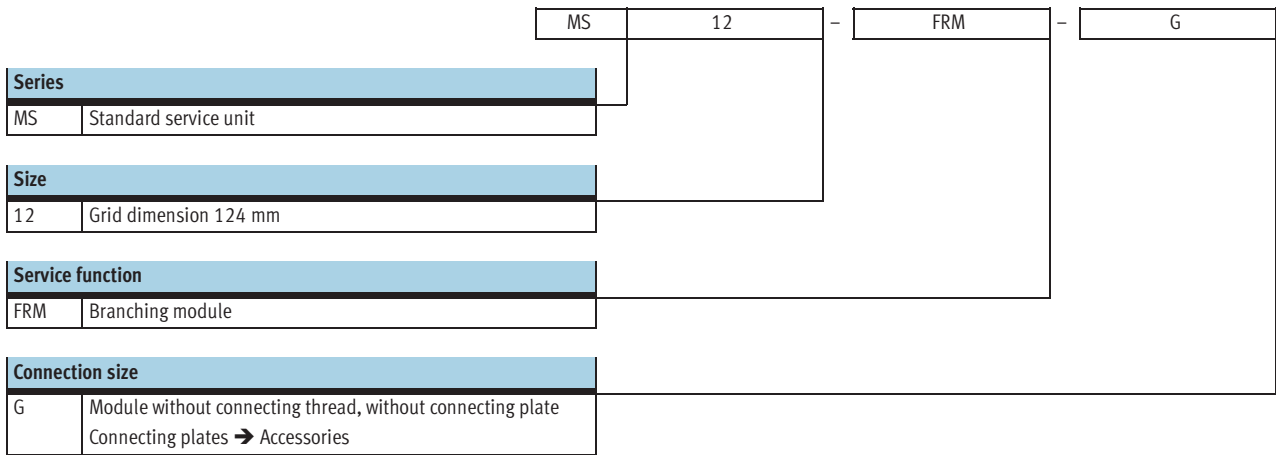 MS 12 – FRM – G
Series
MS Standard service unit
Size
12 Grid dimension 124 mm
Service function
FRM Branching module
Connection size
G Module without connecting thread, without connecting plate
Connecting plates ➔ Accessories